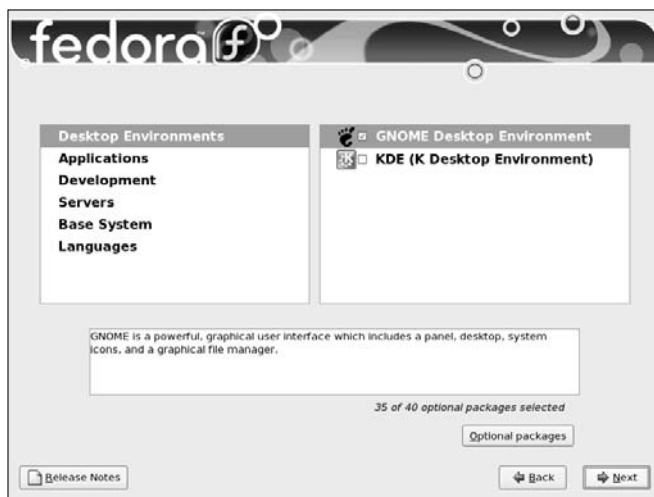 fedora
Desktop Environments
Applications
Development
Servers
Base System
Languages
GNOME Desktop Environment
KDE (K Desktop Environment)
GNOME is a powerful, graphical user interface which includes a panel, desktop, system
icons, and a graphical file manager.
35 of 40 optional packages selected
Optional packages
Release Notes
Back
Next